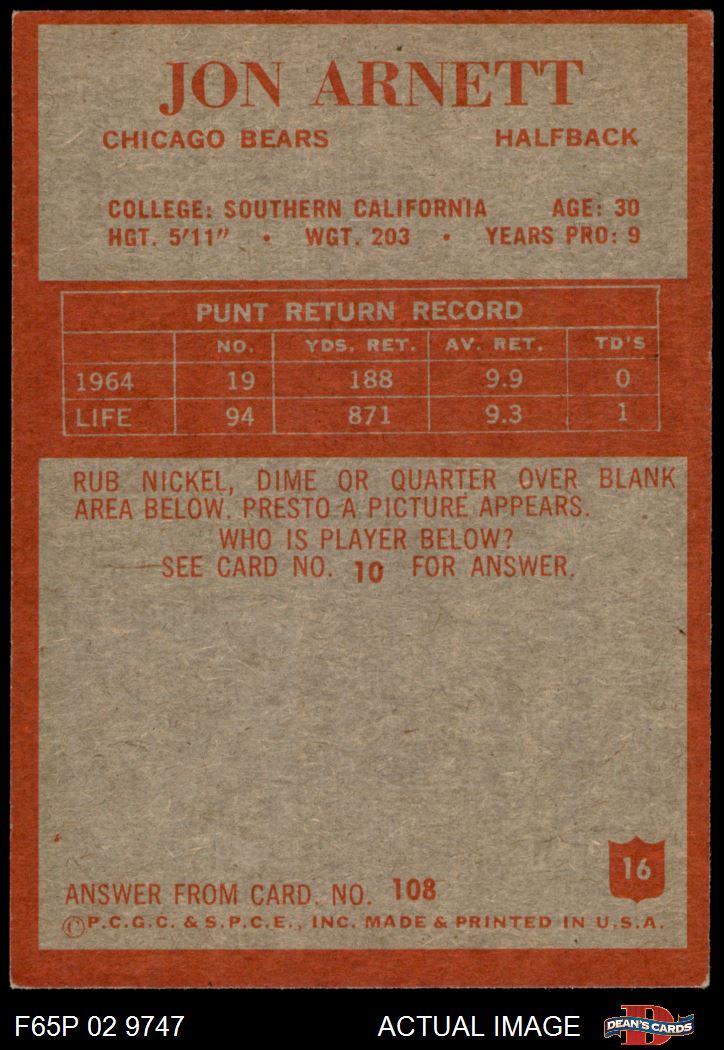 JON ARNETT
CHICAGO BEARS HALFBACK
COLLEGE: SOUTHERN CALIFORNIA AGE: 30
HGT. 5'11" • WGT. 203 • YEARS PRO: 9
PUNT RETURN RECORD
NO. YDS. RET. AV. RET. TD'S
1964 19 188 9.9 0
LIFE 94 871 9.3 1
RUB NICKEL, DIME OR QUARTER OVER BLANK
AREA BELOW. PRESTO A PICTURE APPEARS.
WHO IS PLAYER BELOW?
SEE CARD NO. 10 FOR ANSWER.
16
ANSWER FROM CARD. NO. 108
©P.C.G.C. & S.P.C.E., INC. MADE & PRINTED IN U.S.A.
F65P 02 9747 ACTUAL IMAGE D DEAN'S CARDS